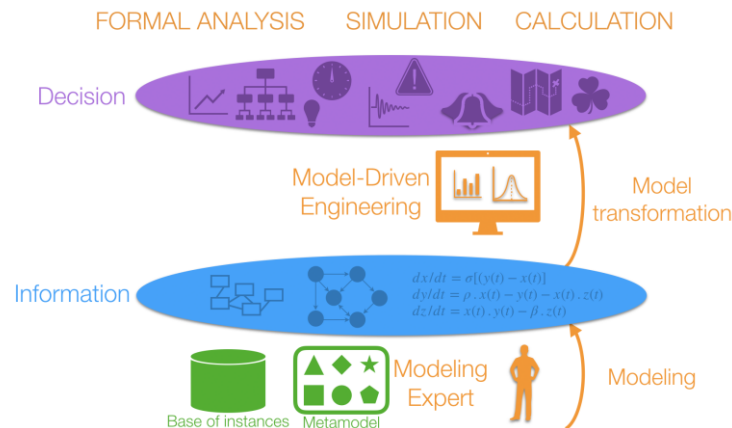 FORMAL ANALYSIS SIMULATION CALCULATION
Decision
Model-Driven
Engineering
Model
transformation
Information
dx/dt = σ[(y(t) − x(t)]
dy/dt = ρ . x(t) − y(t) − x(t) . z(t)
dz/dt = x(t) . y(t) − β . z(t)
Modeling
Expert
Modeling
Base of instances
Metamodel